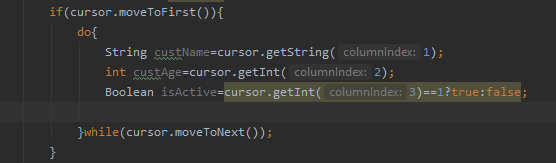 if(cursor.moveToFirst()){
do{
String custName=cursor.getString( columnIndex: 1);
int custAge=cursor.getInt( columnIndex: 2);
Boolean isActive=cursor.getInt( columnIndex: 3)==1?true:false;
}while(cursor.moveToNext());
}